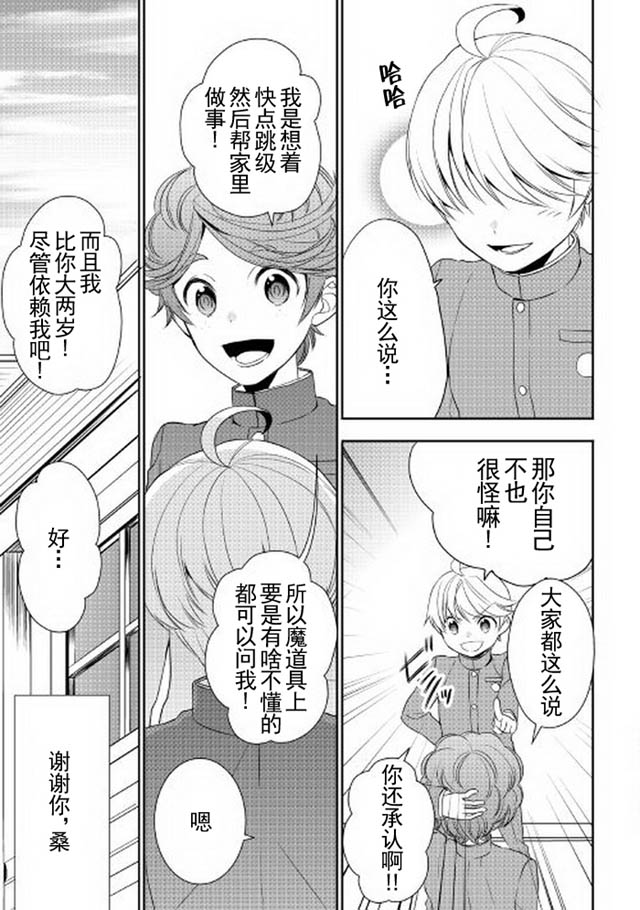 哈哈
你
这么
说…
那你自己
不也
很怪嘛！
大家都这么说
你还承认啊!!
我是想着
快点跳级
然后帮家里
做事！
所以魔道具上
要是有啥不懂的
都可以问我！
嗯
而且我
比你大两岁！
尽管依赖我吧！
好…
谢谢你，桑